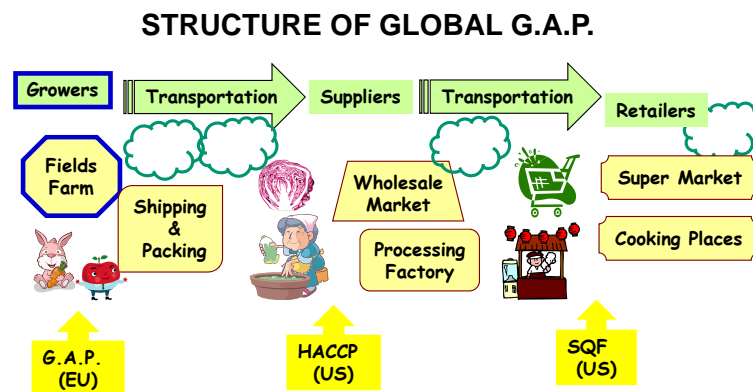 STRUCTURE OF GLOBAL G.A.P.
Growers
Transportation
Suppliers
Transportation
Retailers
Fields
Farm
Shipping
&
Packing
Wholesale
Market
Processing
Factory
Super Market
Cooking Places
G.A.P.
(EU)
HACCP
(US)
SQF
(US)